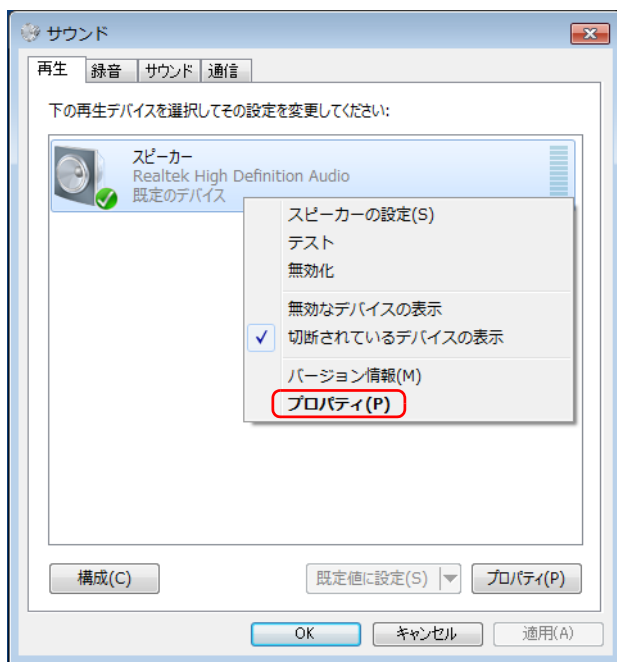 サウンド
再生 録音 サウンド 通信
下の再生デバイスを選択してその設定を変更してください:
スピーカー
Realtek High Definition Audio
既定のデバイス
スピーカーの設定(S)
テスト
無効化
無効なデバイスの表示
切断されているデバイスの表示
バージョン情報(M)
プロパティ(P)
構成(C) 既定値に設定(S) プロパティ(P)
OK キャンセル 適用(A)